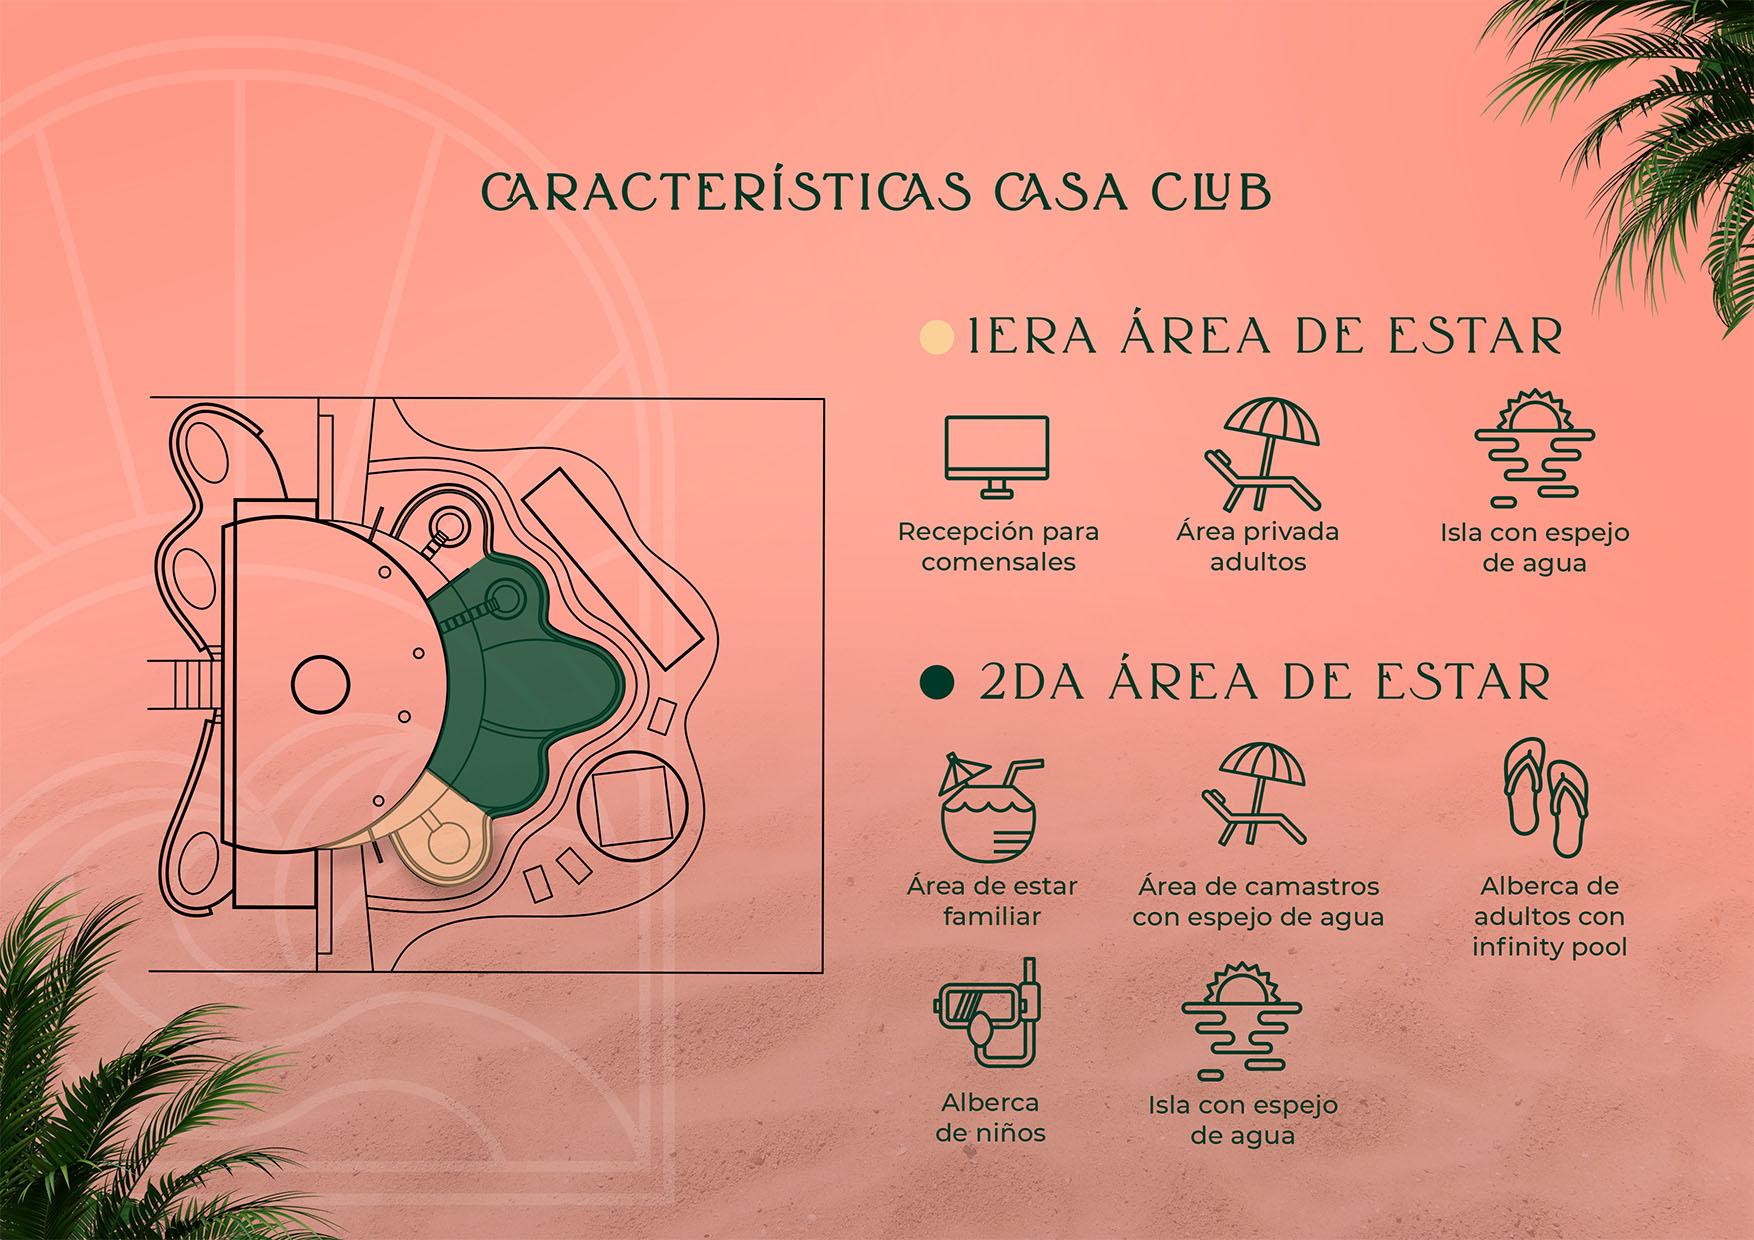 CARACTERÍSTICAS CASA CLUB
1ERA ÁREA DE ESTAR
Recepción para
comensales
Área privada
adultos
Isla con espejo
de agua
2DA ÁREA DE ESTAR
Área de estar
familiar
Área de camastros
con espejo de agua
Alberca de
adultos con
infinity pool
Alberca
de niños
Isla con espejo
de agua